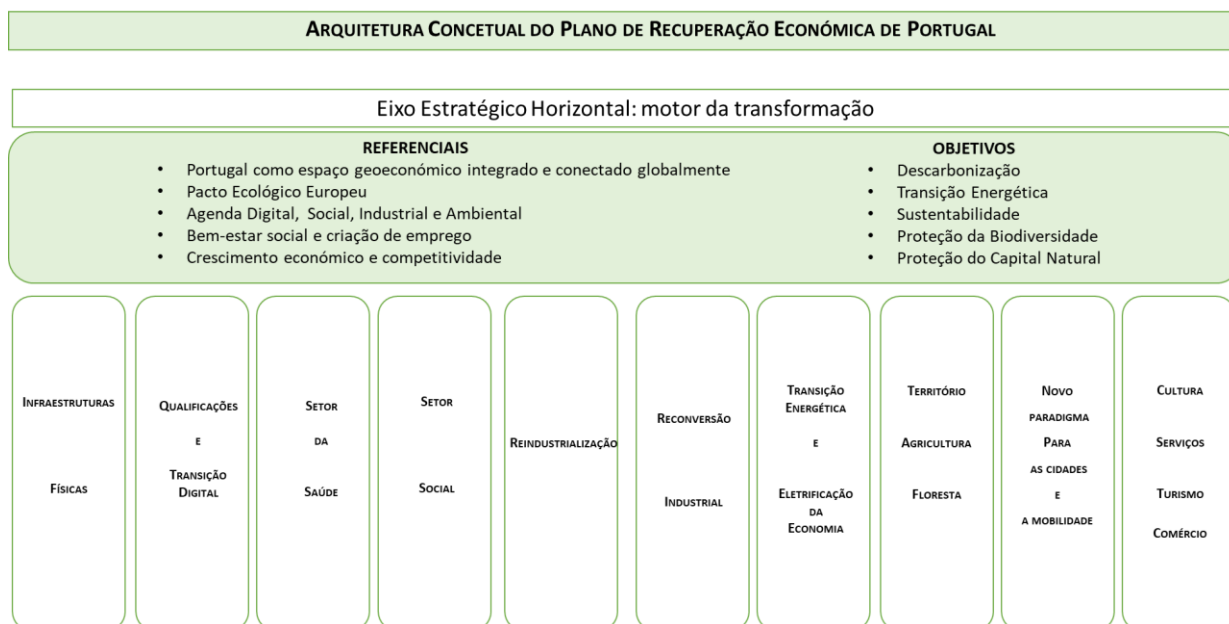 ARQUITETURA CONCETUAL DO PLANO DE RECUPERAÇÃO ECONÓMICA DE PORTUGAL
Eixo Estratégico Horizontal: motor da transformação
REFERENCIAIS
• Portugal como espaço geoeconómico integrado e conectado globalmente
• Pacto Ecológico Europeu
• Agenda Digital, Social, Industrial e Ambiental
• Bem-estar social e criação de emprego
• Crescimento económico e competitividade
OBJETIVOS
• Descarbonização
• Transição Energética
• Sustentabilidade
• Proteção da Biodiversidade
• Proteção do Capital Natural
INFRAESTRUTURAS
FÍSICAS
QUALIFICAÇÕES
E
TRANSIÇÃO
DIGITAL
SETOR
DA
SAÚDE
SETOR
SOCIAL
REINDUSTRIALIZAÇÃO
RECONVERSÃO
INDUSTRIAL
TRANSIÇÃO
ENERGÉTICA
E
ELETRIFICAÇÃO
DA
ECONOMIA
TERRITÓRIO
AGRICULTURA
FLORESTA
NOVO
PARADIGMA
PARA
AS CIDADES
E
A MOBILIDADE
CULTURA
SERVIÇOS
TURISMO
COMÉRCIO